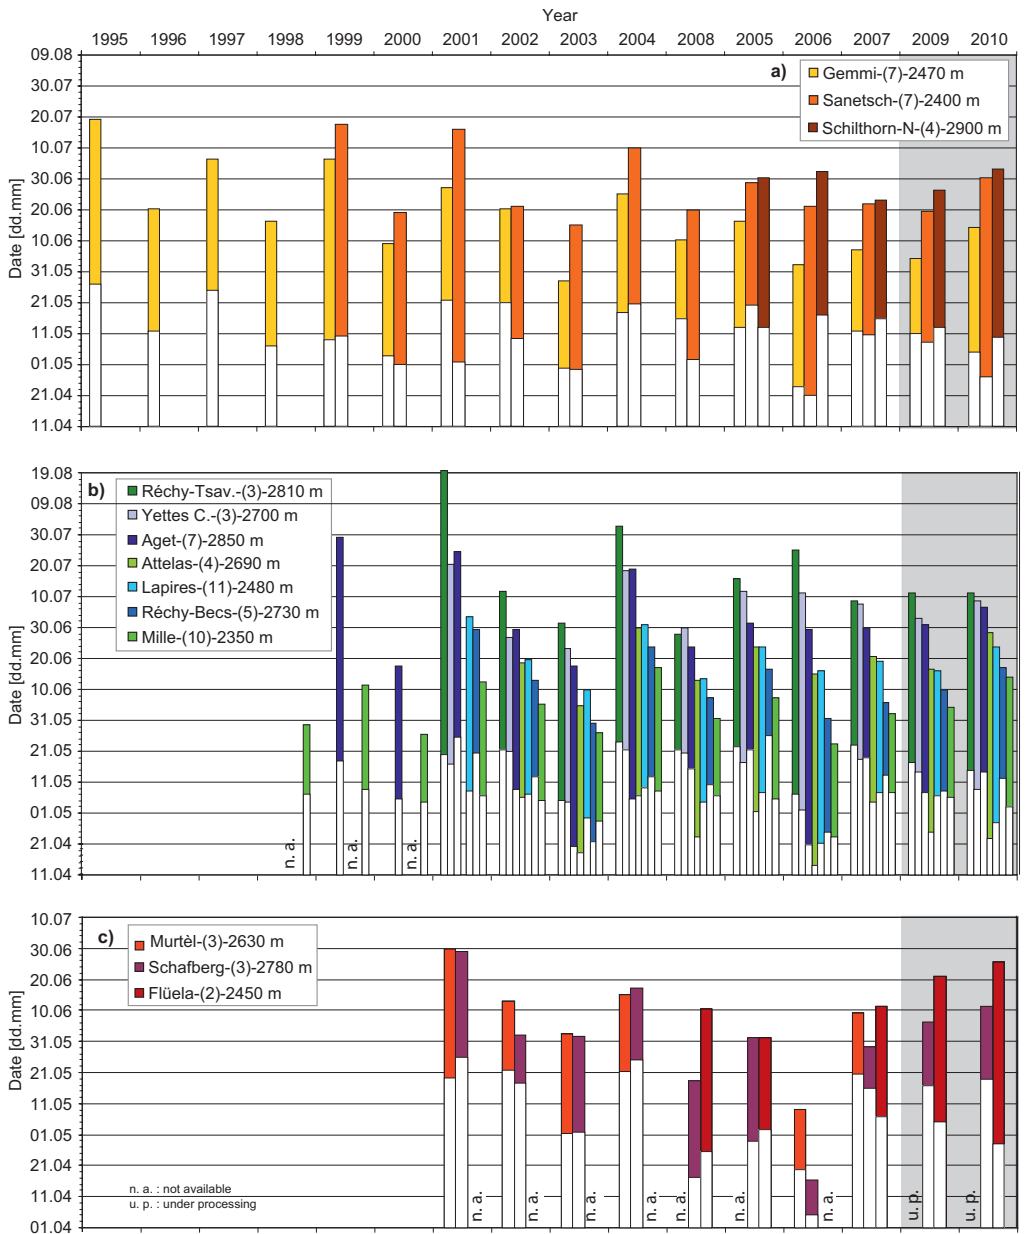 Year
1995 1996 1997 1998 1999 2000 2001 2002 2003 2004 2008 2005 2006 2007 2009 2010
Date [dd.mm]
09.08
30.07
20.07
10.07
30.06
20.06
10.06
31.05
21.05
11.05
01.05
21.04
11.04
a)
Gemmi-(7)-2470 m
Sanetsch-(7)-2400 m
Schilthorn-N-(4)-2900 m
Date [dd.mm]
19.08
09.08
30.07
20.07
10.07
30.06
20.06
10.06
31.05
21.05
11.05
01.05
21.04
11.04
b)
Réchy-Tsav.-(3)-2810 m
Yettes C.-(3)-2700 m
Aget-(7)-2850 m
Attelas-(4)-2690 m
Lapires-(11)-2480 m
Réchy-Becs-(5)-2730 m
Mille-(10)-2350 m
n. a. n. a. n. a.
Date [dd.mm]
10.07
30.06
20.06
10.06
31.05
21.05
11.05
01.05
21.04
11.04
01.04
c)
Murtèl-(3)-2630 m
Schafberg-(3)-2780 m
Flüela-(2)-2450 m
n. a. n. a. n. a. n. a. n. a. n. a. n. a. u. p. u. p.
n. a. : not available
u. p. : under processing